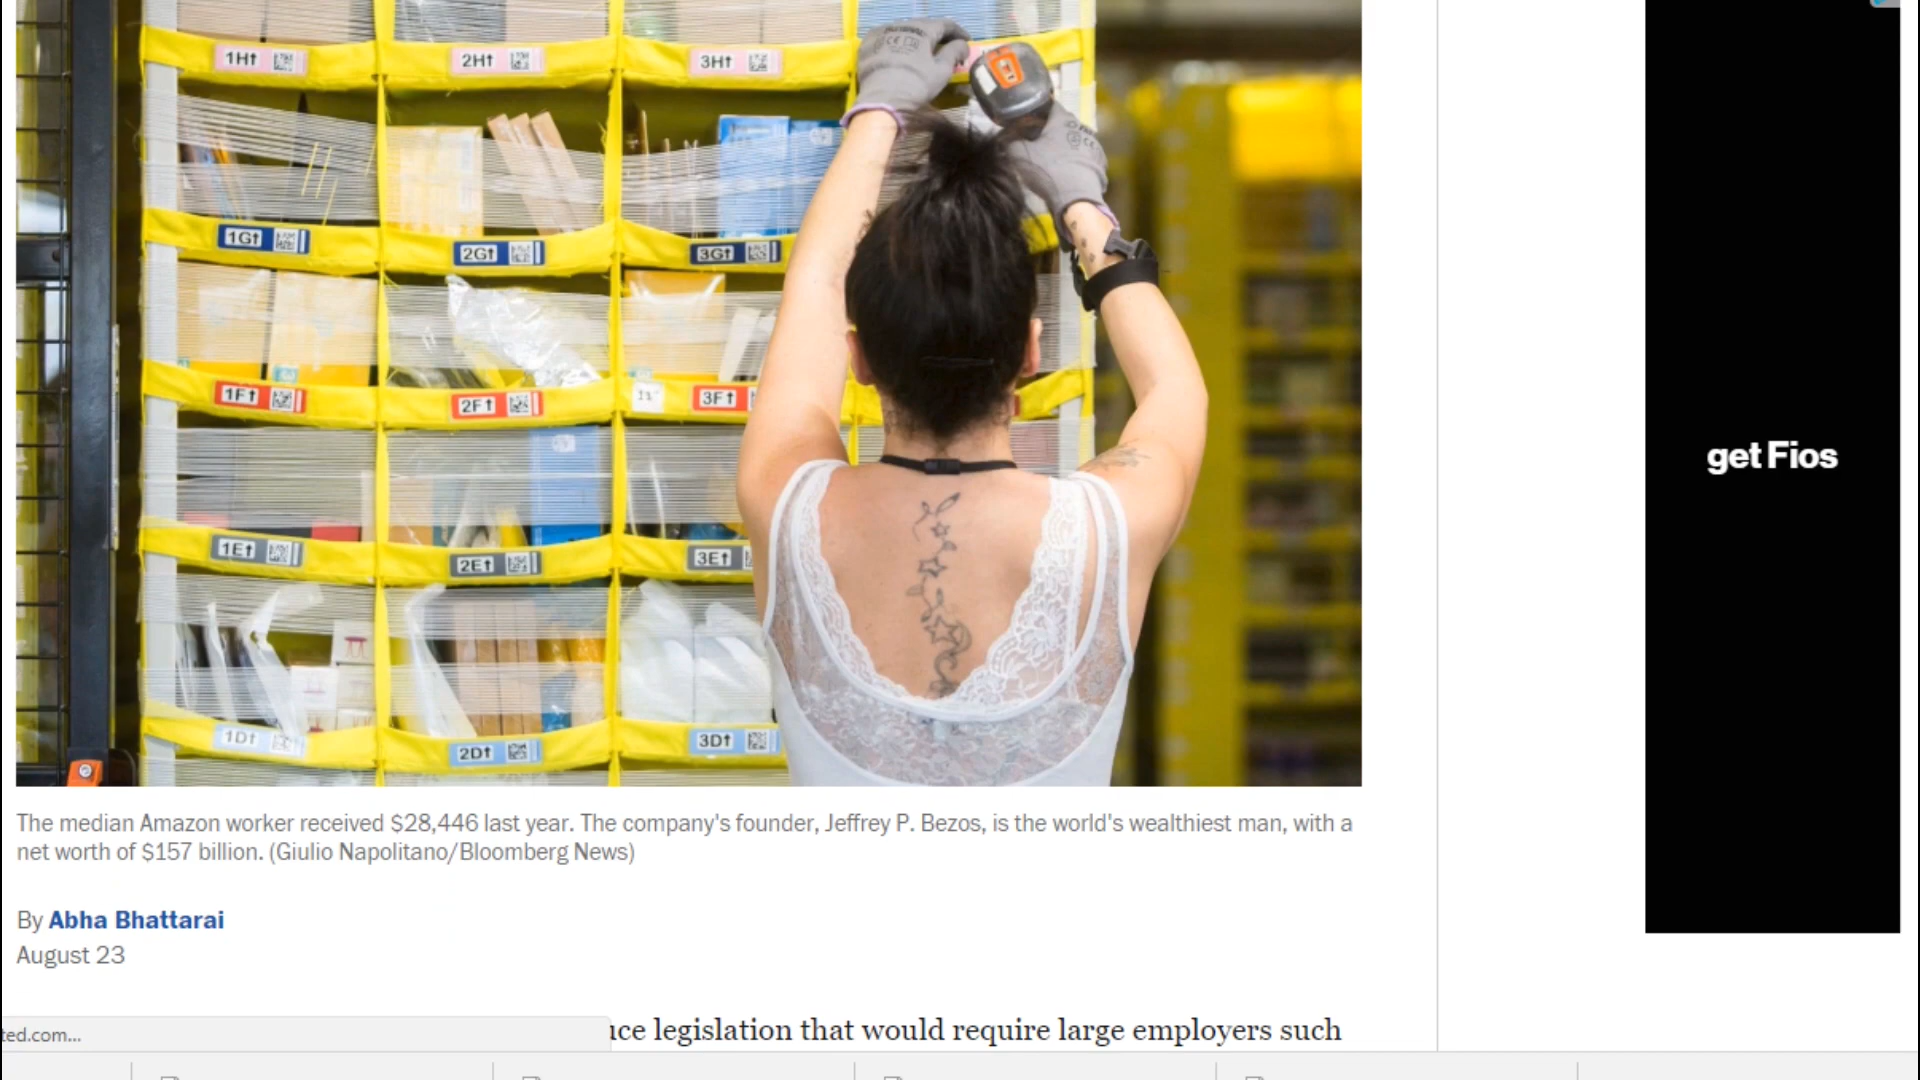 1H↑ 2H↑ 3H↑
1G↑ 2G↑ 3G↑
1F↑ 2F↑ 3F↑
1E↑ 2E↑ 3E↑
1D↑ 2D↑ 3D↑
get Fios
The median Amazon worker received $28,446 last year. The company's founder, Jeffrey P. Bezos, is the world's wealthiest man, with a
net worth of $157 billion. (Giulio Napolitano/Bloomberg News)
By Abha Bhattarai
August 23
legislation that would require large employers such
ted.com...